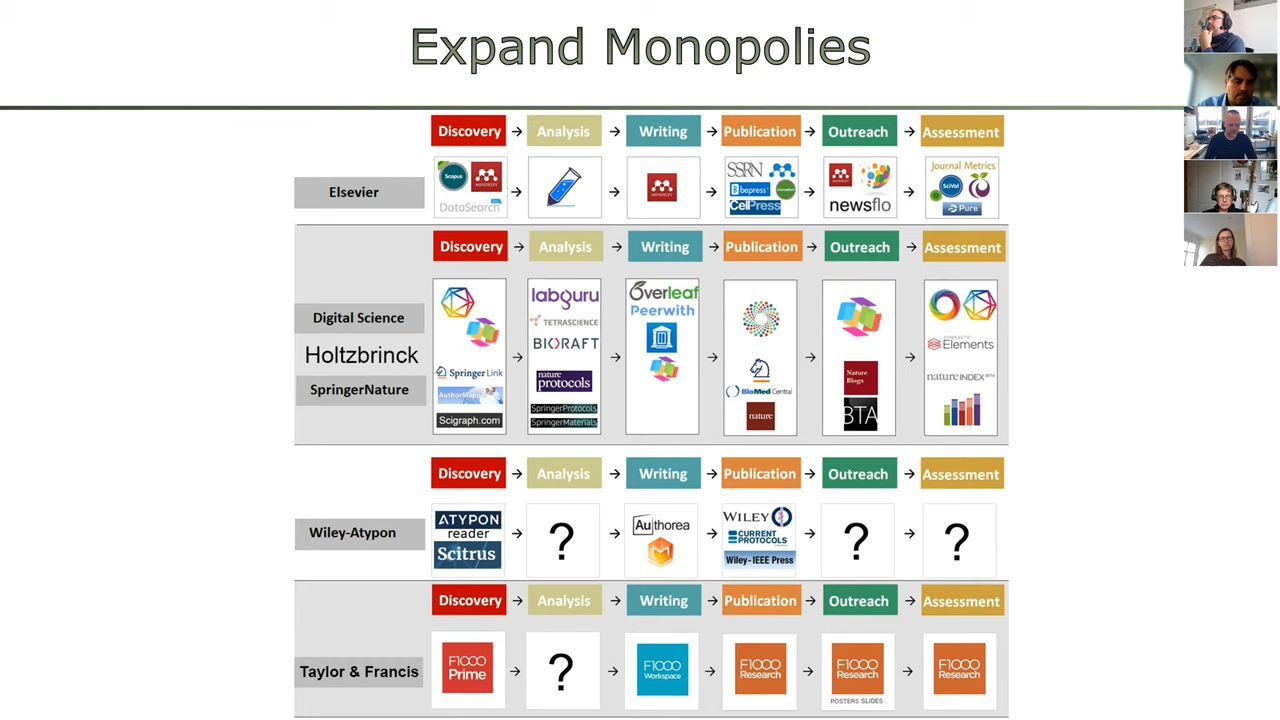 Expand Monopolies
Discovery → Analysis → Writing → Publication → Outreach → Assessment
Elsevier
Scopus
MENDELEY
DataSearch
SSRN
bepress
CellPress
newsflo
Journal Metrics
SciVal
Pure
Discovery → Analysis → Writing → Publication → Outreach → Assessment
Digital Science
Holtzbrinck
SpringerNature
Springer Link
AuthorMapper
Scigraph.com
labguru
TETRASCIENCE
BIORAFT
nature
protocols
SpringerProtocols
SpringerMaterials
Overleaf
Peerwith
BioMed Central
nature
Nature
Blogs
BTA
SYMPLECTIC
Elements
nature INDEX BETA
Discovery → Analysis → Writing → Publication → Outreach → Assessment
Wiley-Atypon
ATYPON
reader
Scitrus
?
Authorea
WILEY
CURRENT
PROTOCOLS
Wiley-IEEE Press
?
?
Discovery → Analysis → Writing → Publication → Outreach → Assessment
Taylor & Francis
F1000
Prime
?
F1000
Workspace
F1000
Research
F1000
Research
POSTERS SLIDES
F1000
Research